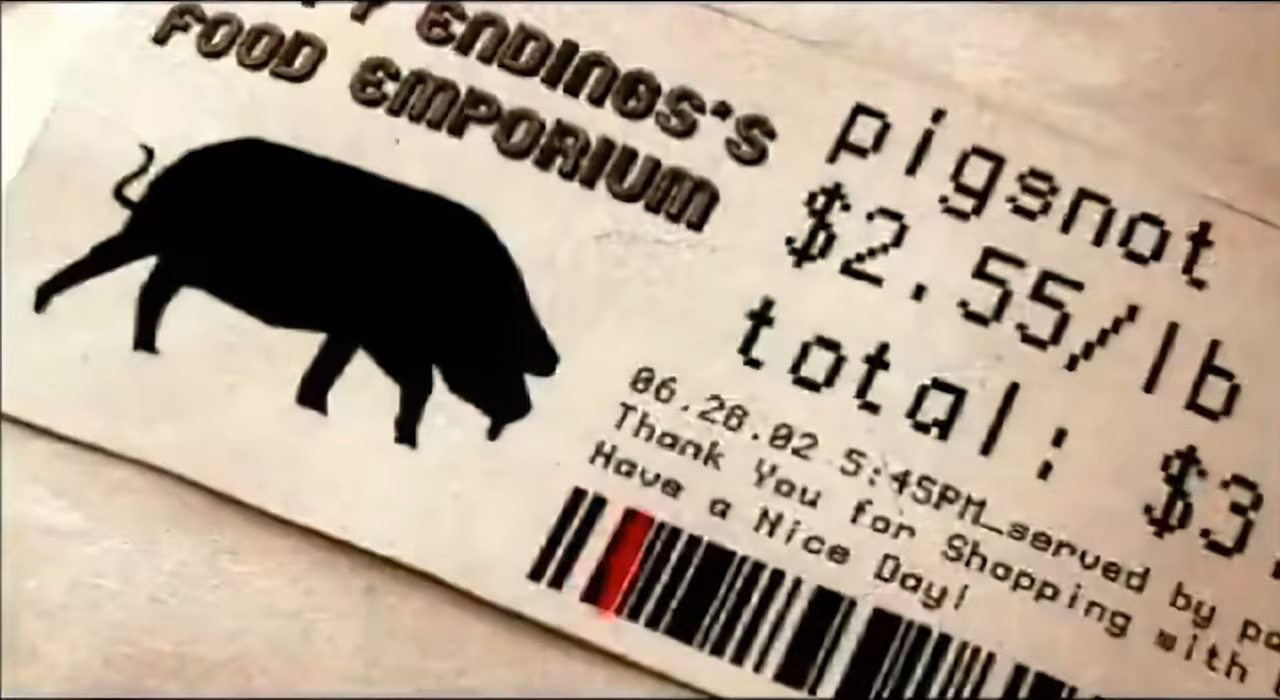 ENDINGS'S
FOOD EMPORIUM
pigsnot
$2.55/lb
total: $3.
06.28.02 5:45PM_served by
Thank You for Shopping with
Have a Nice Day!